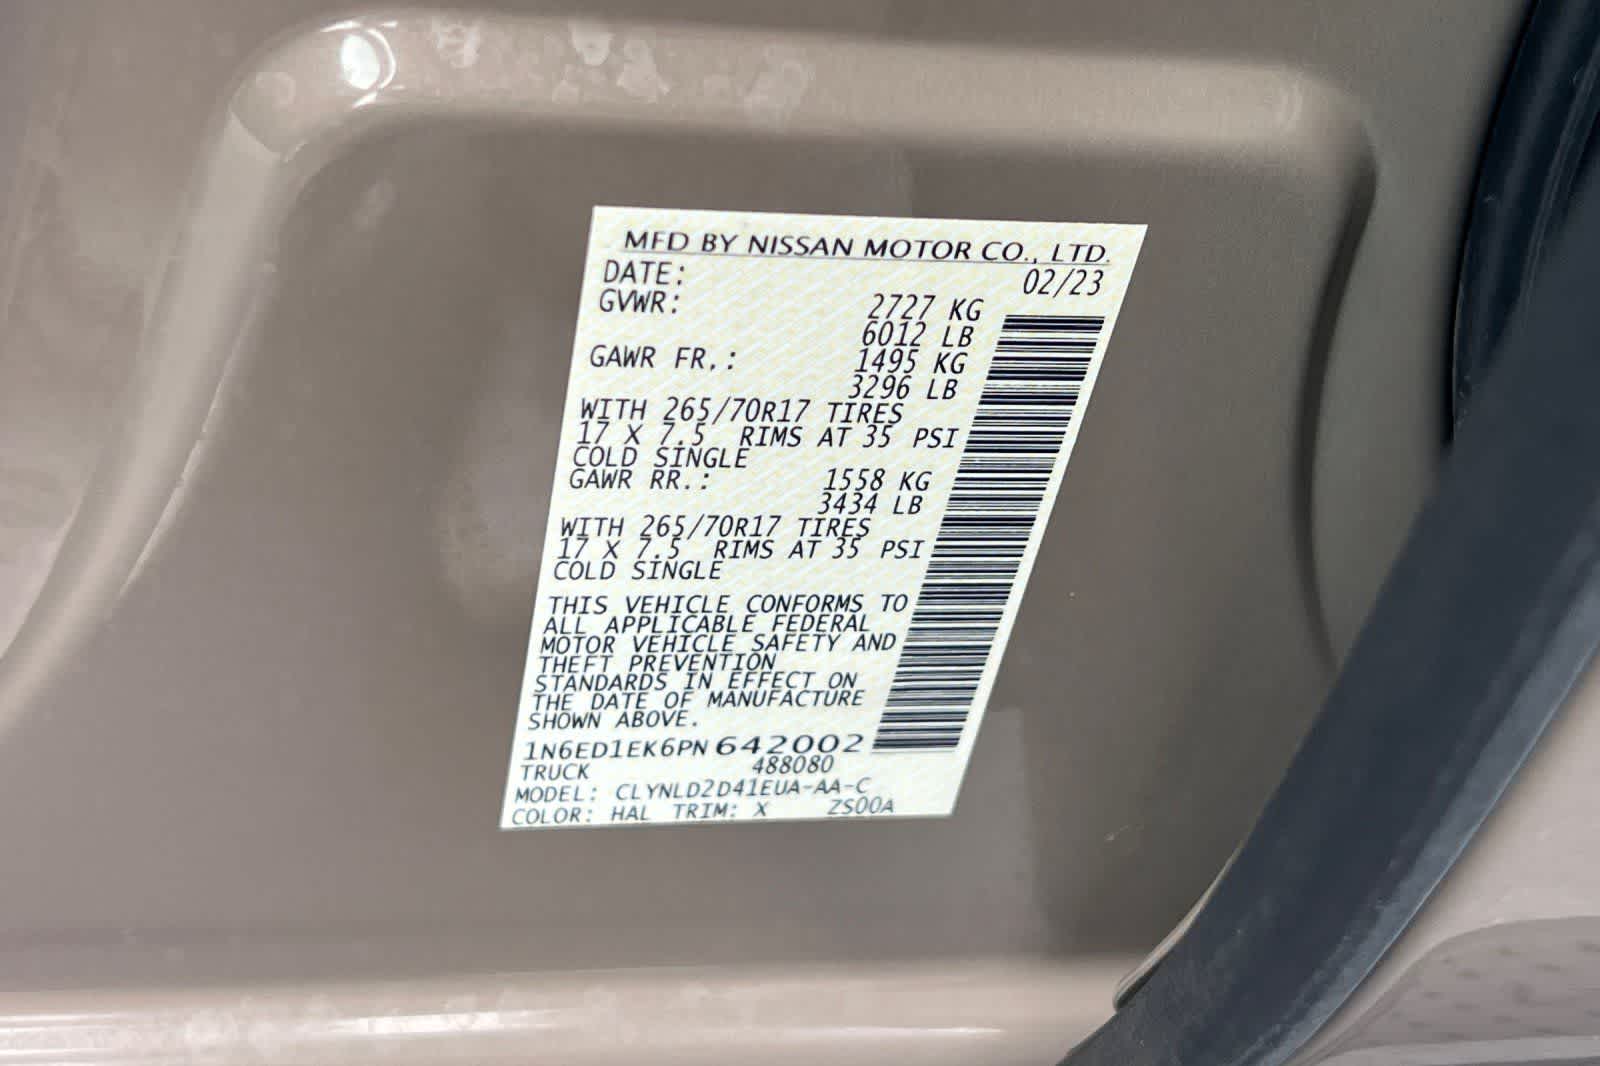 MFD BY NISSAN MOTOR CO., LTD.
DATE: 02/23
GVWR: 2727 KG
6012 LB
GAWR FR.: 1495 KG
3296 LB
WITH 265/70R17 TIRES
17 X 7.5 RIMS AT 35 PSI
COLD SINGLE
GAWR RR.: 1558 KG
3434 LB
WITH 265/70R17 TIRES
17 X 7.5 RIMS AT 35 PSI
COLD SINGLE
THIS VEHICLE CONFORMS TO
ALL APPLICABLE FEDERAL
MOTOR VEHICLE SAFETY AND
THEFT PREVENTION
STANDARDS IN EFFECT ON
THE DATE OF MANUFACTURE
SHOWN ABOVE.
1N6ED1EK6PN 642002
TRUCK 488080
MODEL: CLYNLD2D41EUA-AA-C
COLOR: HAL TRIM: X ZS00A